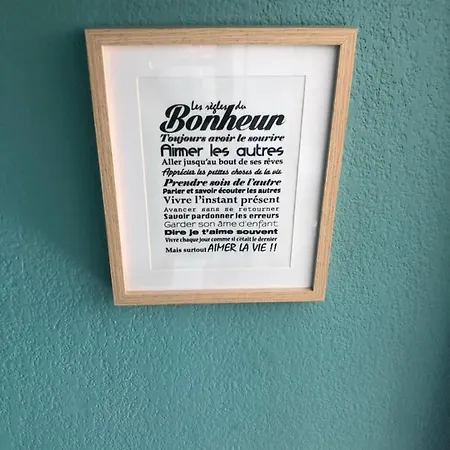 Les règles du
Bonheur
Toujours avoir le sourire
Aimer les autres
Aller jusqu'au bout de ses rêves
Apprécier les petites choses de la vie
Prendre soin de l'autre
Parler et savoir écouter les autres
Vivre l'instant présent
Avancer sans se retourner
Savoir pardonner les erreurs
Garder son âme d'enfant
Dire je t'aime souvent
Vivre chaque jour comme si c'était le dernier
Mais surtout AIMER LA VIE !!